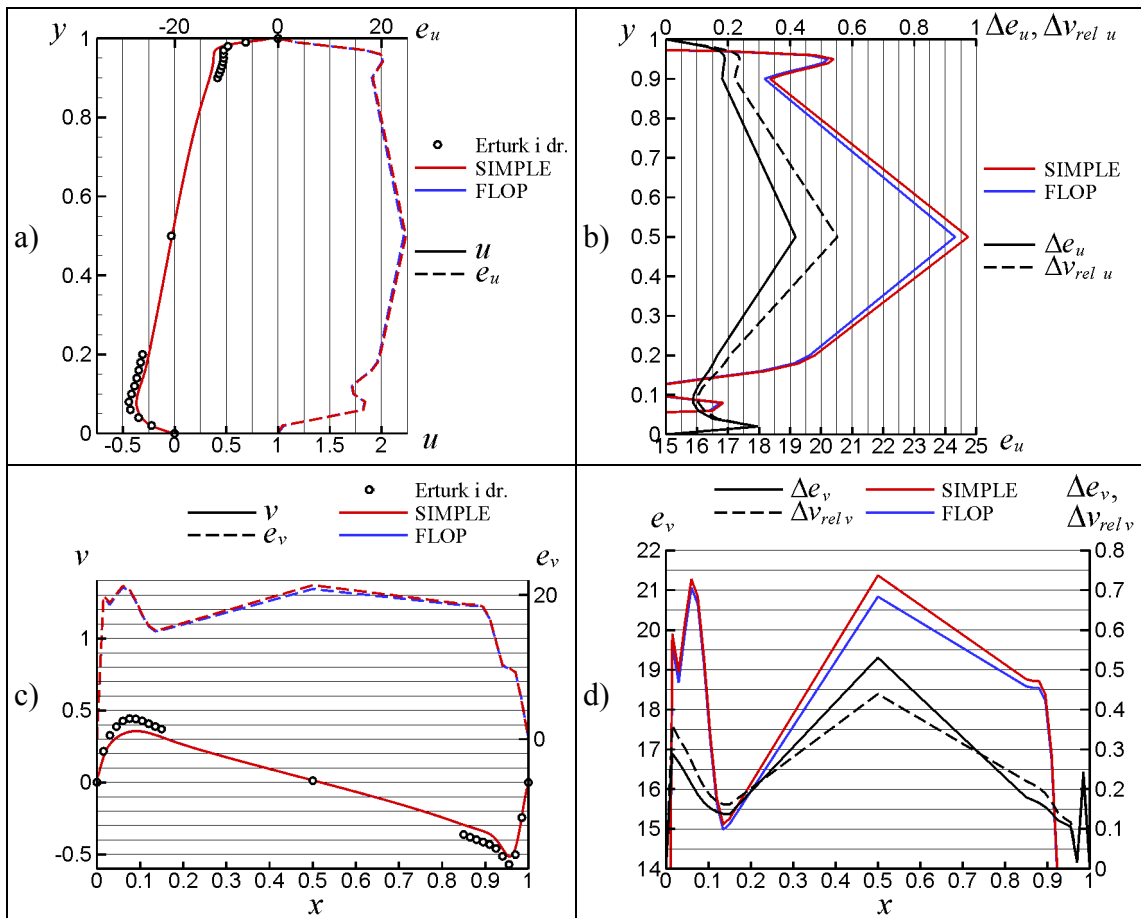 a)
y -20 0 20 e_u
1
0.8
0.6
0.4
0.2
0
-0.5 0 0.5 1 1.5 2
u
Erturk i dr.
SIMPLE
FLOP
u
e_u
b)
y 0 0.2 0.4 0.6 0.8 1
Δe_u, Δv_rel u
1
0.9
0.8
0.7
0.6
0.5
0.4
0.3
0.2
0.1
0
15 16 17 18 19 20 21 22 23 24 25
e_u
SIMPLE
FLOP
Δe_u
Δv_rel u
c)
v
e_v
Erturk i dr.
SIMPLE
FLOP
v
e_v
1
0.5
0
-0.5
20
0
0 0.1 0.2 0.3 0.4 0.5 0.6 0.7 0.8 0.9 1
x
d)
Δe_v
Δv_rel v
SIMPLE
FLOP
Δe_v,
Δv_rel v
e_v
22
21
20
19
18
17
16
15
14
0.8
0.7
0.6
0.5
0.4
0.3
0.2
0.1
0
0 0.1 0.2 0.3 0.4 0.5 0.6 0.7 0.8 0.9 1
x